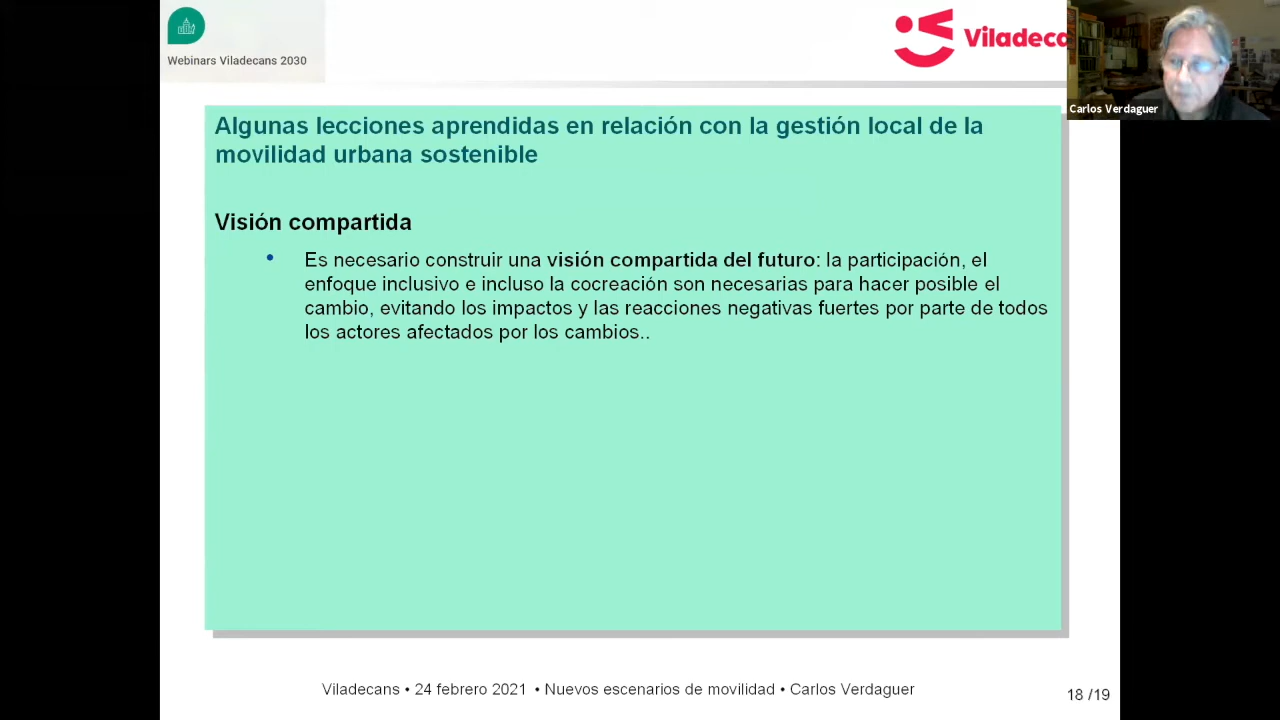 Webinars Viladecans 2030
Viladeca
Carlos Verdaguer
Algunas lecciones aprendidas en relación con la gestión local de la
movilidad urbana sostenible
Visión compartida
• Es necesario construir una visión compartida del futuro: la participación, el
enfoque inclusivo e incluso la cocreación son necesarias para hacer posible el
cambio, evitando los impactos y las reacciones negativas fuertes por parte de todos
los actores afectados por los cambios..
Viladecans • 24 febrero 2021 • Nuevos escenarios de movilidad • Carlos Verdaguer
18 /19